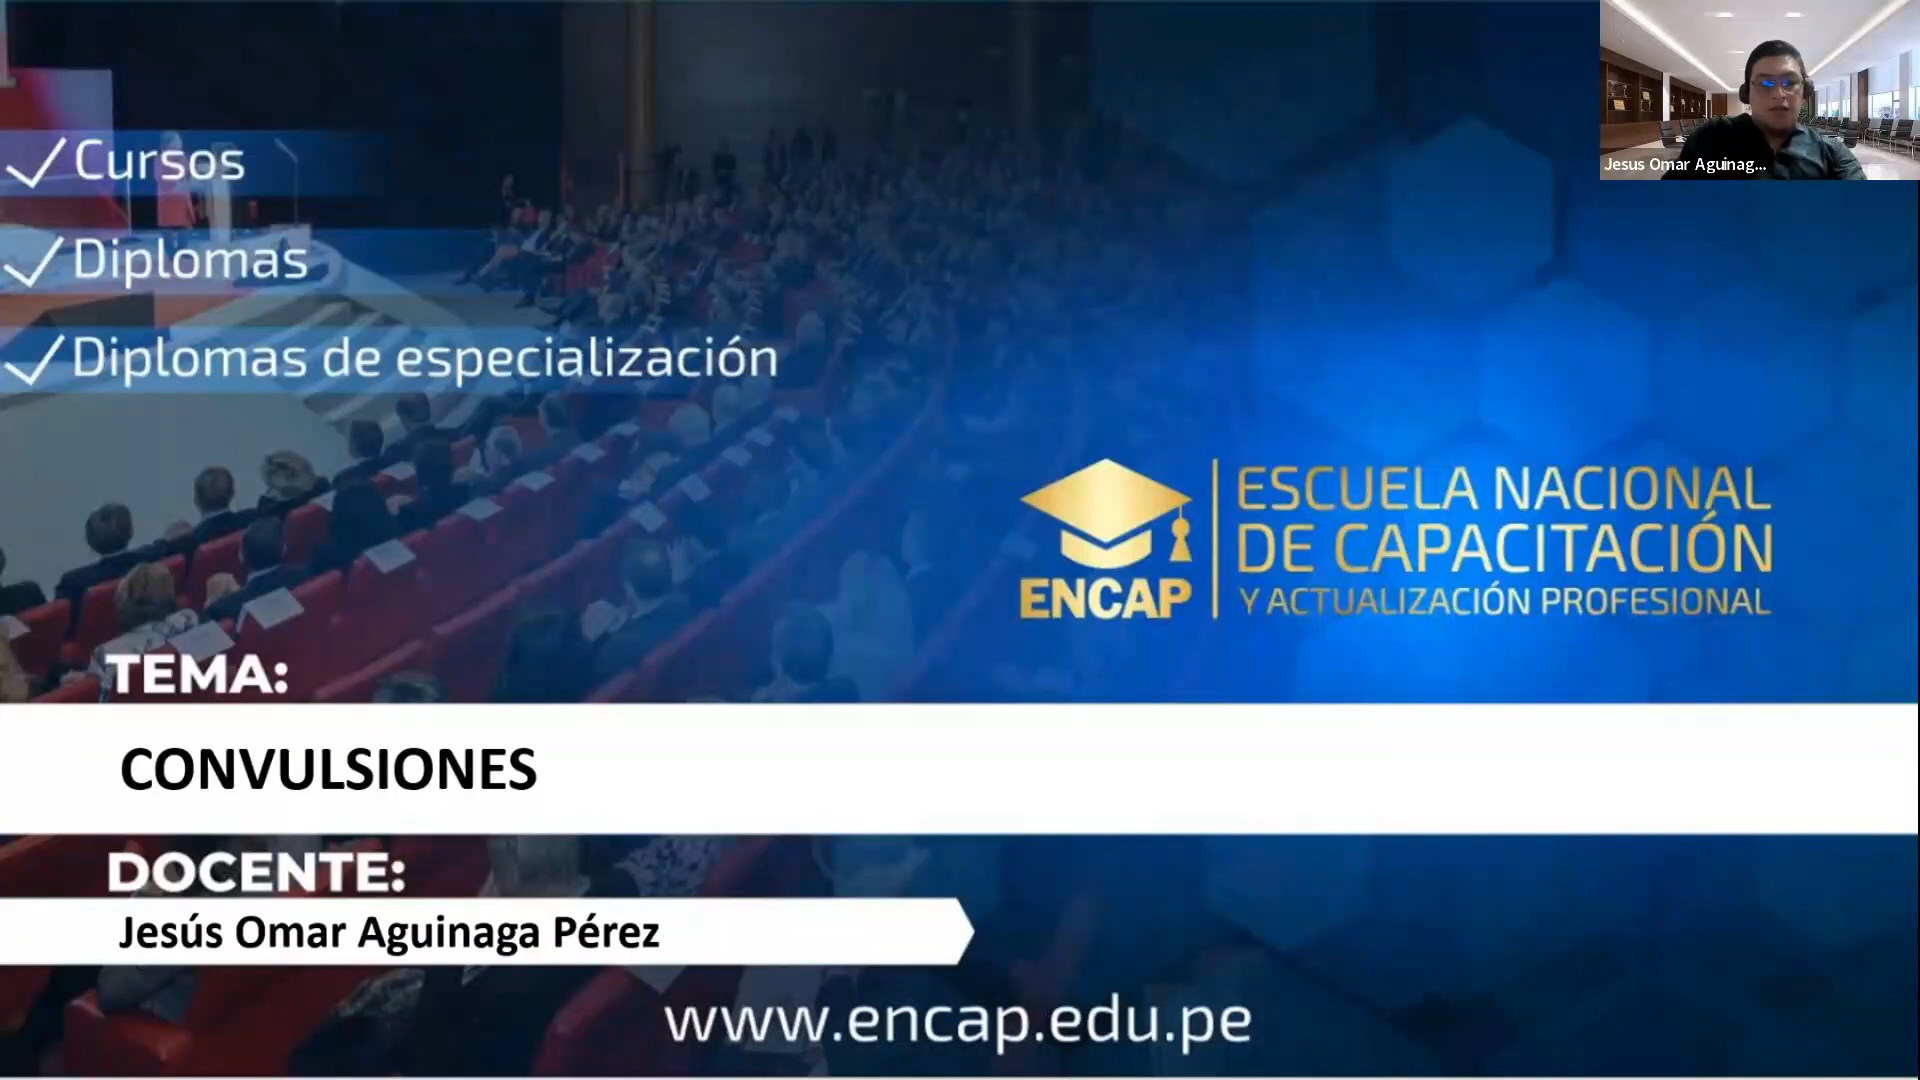 Cursos
Diplomas
Diplomas de especialización
Jesus Omar Aguinag...
ENCAP
ESCUELA NACIONAL
DE CAPACITACIÓN
Y ACTUALIZACIÓN PROFESIONAL
TEMA:
CONVULSIONES
DOCENTE:
Jesús Omar Aguinaga Pérez
www.encap.edu.pe